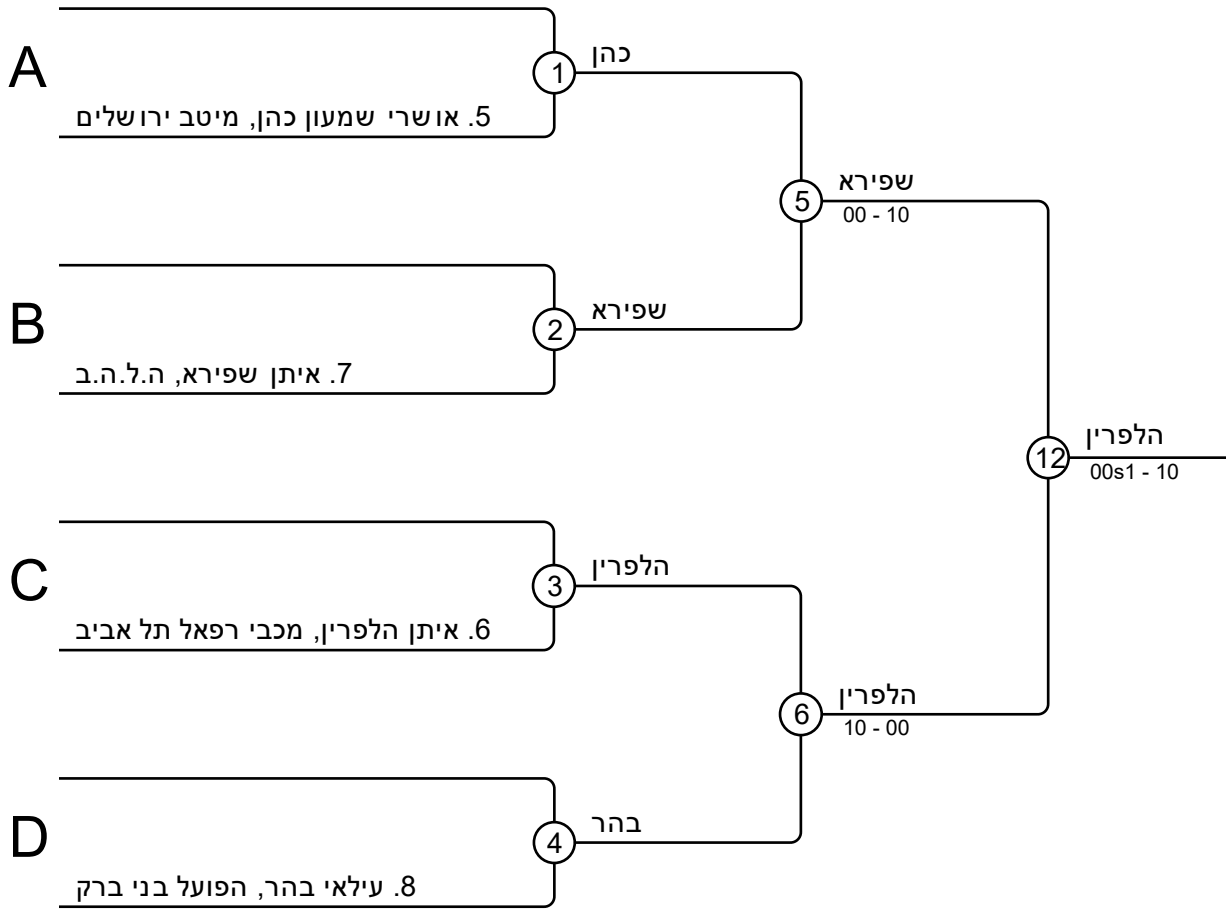 A
1
כהן
5. אושרי שמעון כהן, מיטב ירושלים
5
שפירא
00 - 10
B
2
שפירא
7. איתן שפירא, ה.ל.ה.ב
12
הלפרין
00s1 - 10
C
3
הלפרין
6. איתן הלפרין, מכבי רפאל תל אביב
6
הלפרין
10 - 00
D
4
בהר
8. עילאי בהר, הפועל בני ברק